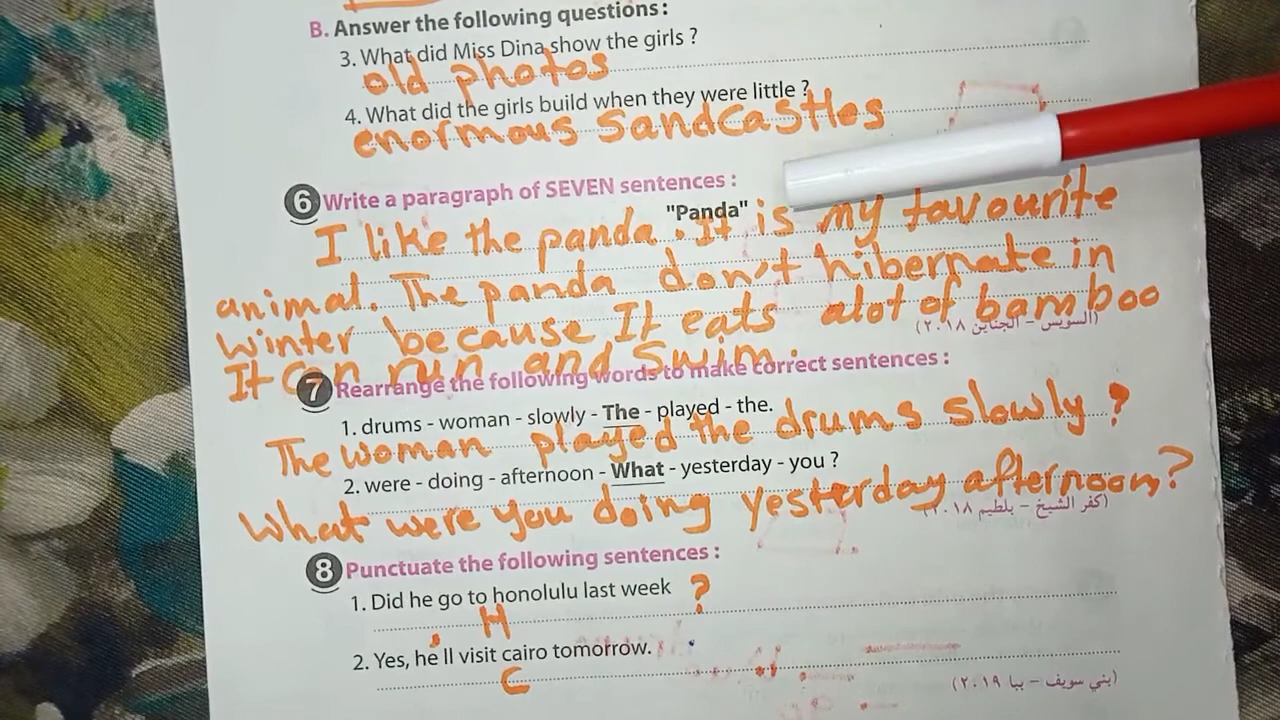 B. Answer the following questions:
3. What did Miss Dina show the girls ?
old photos
4. What did the girls build when they were little ?
enormous Sandcastles
6 Write a paragraph of SEVEN sentences :
"Panda"
I like the panda. It is my favourite
animal. The panda don't hibernate in
winter because It eats alot of bamboo
(السويس – الجناين ٢٠١٨)
It can run and Swim.
7 Rearrange the following words to make correct sentences :
1. drums - woman - slowly - The - played - the.
The woman played the drums slowly ?
2. were - doing - afternoon - What - yesterday - you ?
What were you doing yesterday afternoon?
(كفر الشيخ – بلطيم ٢٠١٨)
8 Punctuate the following sentences :
1. Did he go to honolulu last week ?
H
2. Yes, he'll visit cairo tomorrow.
C
(بني سويف – ببا ٢٠١٩)